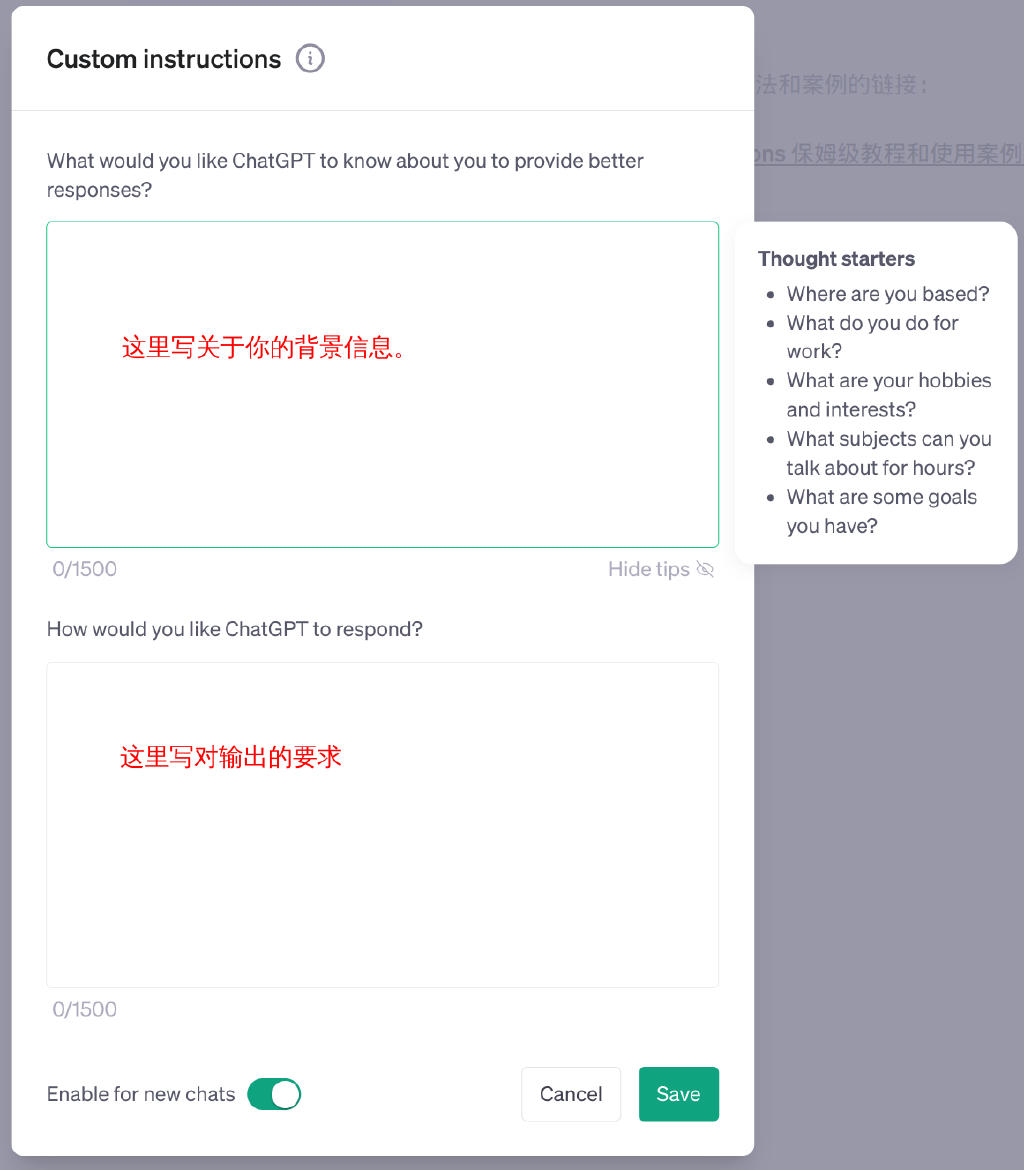 Custom instructions
法和案例的链接：
What would you like ChatGPT to know about you to provide better
responses?
ons 保姆级教程和使用案例
这里写关于你的背景信息。
Thought starters
Where are you based?
What do you do for
work?
What are your hobbies
and interests?
What subjects can you
talk about for hours?
What are some goals
you have?
0/1500
Hide tips
How would you like ChatGPT to respond?
这里写对输出的要求
0/1500
Enable for new chats
Cancel
Save